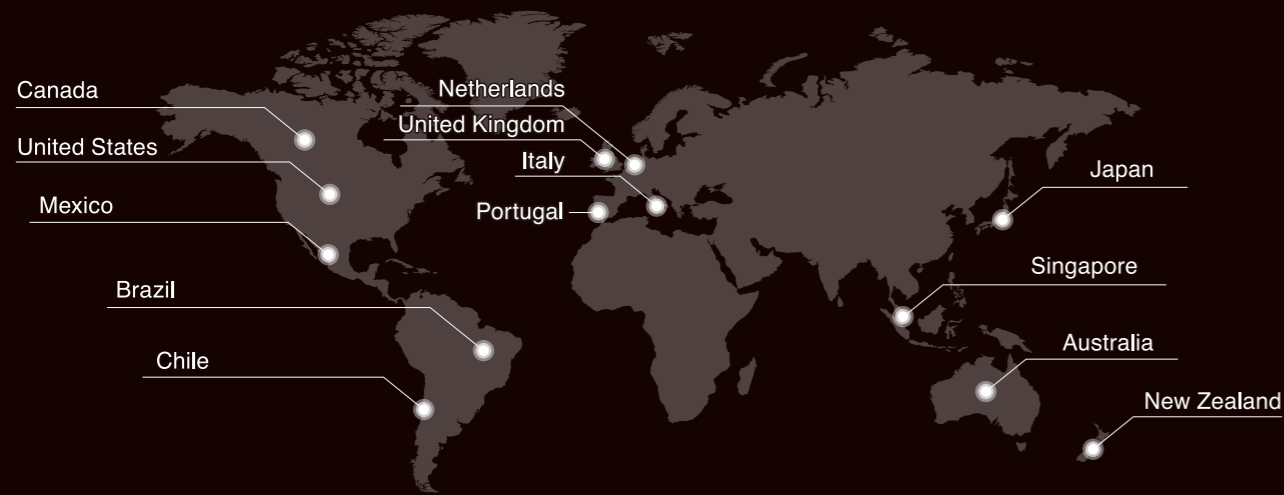 Canada
United States
Mexico
Brazil
Chile
Netherlands
United Kingdom
Italy
Portugal
Japan
Singapore
Australia
New Zealand